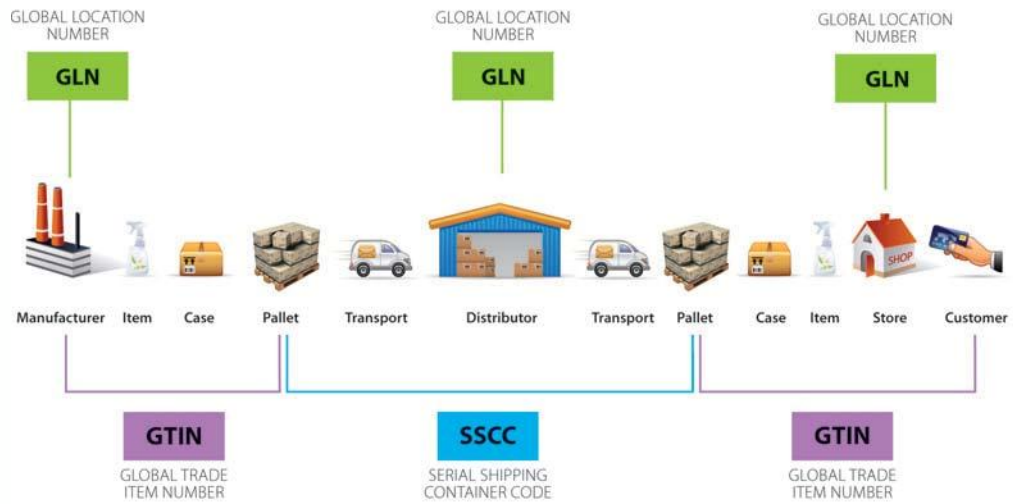 GLOBAL LOCATION
NUMBER
GLN
GLOBAL LOCATION
NUMBER
GLN
GLOBAL LOCATION
NUMBER
GLN
SHOP
Manufacturer Item Case Pallet Transport Distributor Transport Pallet Case Item Store Customer
GTIN
GLOBAL TRADE
ITEM NUMBER
SSCC
SERIAL SHIPPING
CONTAINER CODE
GTIN
GLOBAL TRADE
ITEM NUMBER